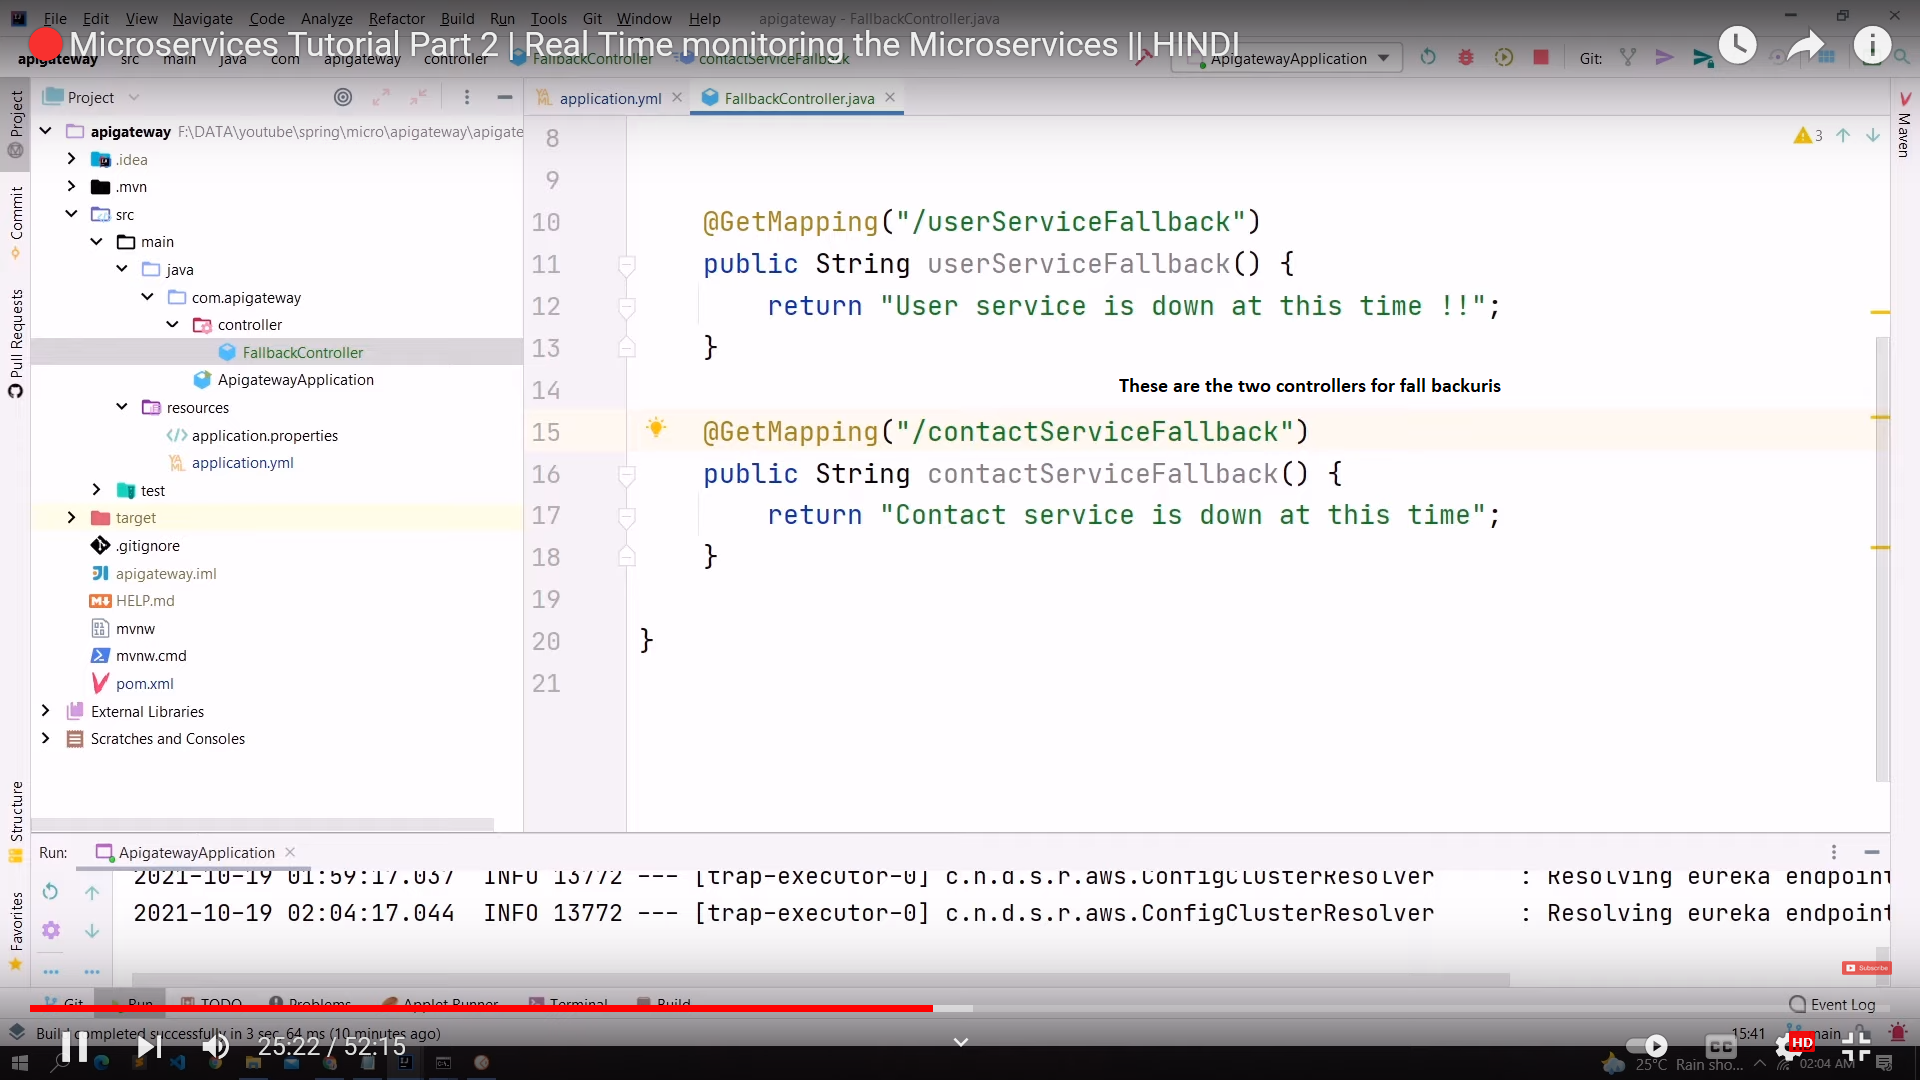 File Edit View Navigate Code Analyze Refactor Build Run Tools Git Window Help apigateway - FallbackController.java
Microservices Tutorial Part 2 | Real Time monitoring the Microservices || HINDI
apigateway src main java com apigateway controller FallbackController contactServiceFallback ApigatewayApplication Git:
Project
application.yml FallbackController.java
apigateway F:\DATA\youtube\spring\micro\apigateway\apigate
.idea
.mvn
src
main
java
com.apigateway
controller
FallbackController
ApigatewayApplication
resources
application.properties
application.yml
test
target
.gitignore
apigateway.iml
HELP.md
mvnw
mvnw.cmd
pom.xml
External Libraries
Scratches and Consoles
Project
Commit
Pull Requests
Structure
Favorites
Maven
3
8
9
10 @GetMapping("/userServiceFallback")
11 public String userServiceFallback() {
12 return "User service is down at this time !!";
13 }
14
These are the two controllers for fall backuris
15 @GetMapping("/contactServiceFallback")
16 public String contactServiceFallback() {
17 return "Contact service is down at this time";
18 }
19
20 }
21
Run: ApigatewayApplication
2021-10-19 01:59:17.037 INFO 13772 --- [trap-executor-0] c.n.d.s.r.aws.ConfigClusterResolver : Resolving eureka endpoint
2021-10-19 02:04:17.044 INFO 13772 --- [trap-executor-0] c.n.d.s.r.aws.ConfigClusterResolver : Resolving eureka endpoint
Subscribe
Git Run TODO Problems Applet Runner Terminal Build Event Log
Build completed successfully in 3 sec, 64 ms (10 minutes ago) 15:41 main
25:22 / 52:15
CC
HD
25°C Rain sho... 02:04 AM